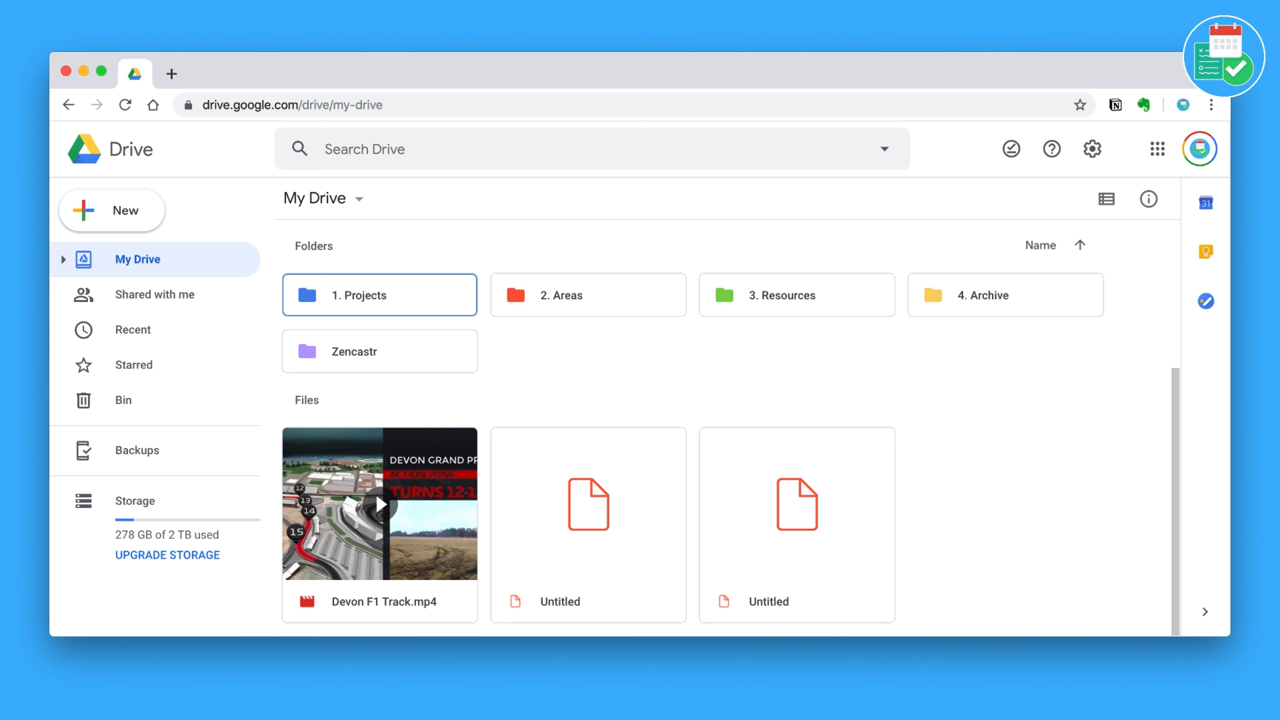 drive.google.com/drive/my-drive
Drive
Search Drive
New
My Drive
Shared with me
Recent
Starred
Bin
Backups
Storage
278 GB of 2 TB used
UPGRADE STORAGE
My Drive
Folders
Name
1. Projects
2. Areas
3. Resources
4. Archive
Zencastr
Files
DEVON GRAND PR
ACTION ZONE
TURNS 12-1
12
13
14
15
Devon F1 Track.mp4
Untitled
Untitled
31